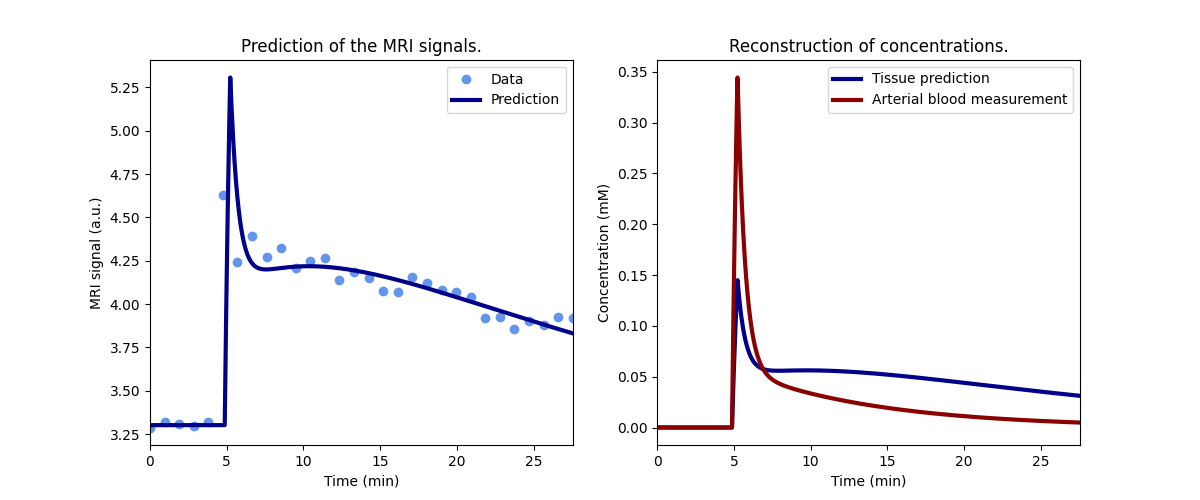 Prediction of the MRI signals.
MRI signal (a.u.)
5.25
5.00
4.75
4.50
4.25
4.00
3.75
3.50
3.25
0 5 10 15 20 25
Time (min)
Data
Prediction
Reconstruction of concentrations.
Concentration (mM)
0.35
0.30
0.25
0.20
0.15
0.10
0.05
0.00
0 5 10 15 20 25
Time (min)
Tissue prediction
Arterial blood measurement